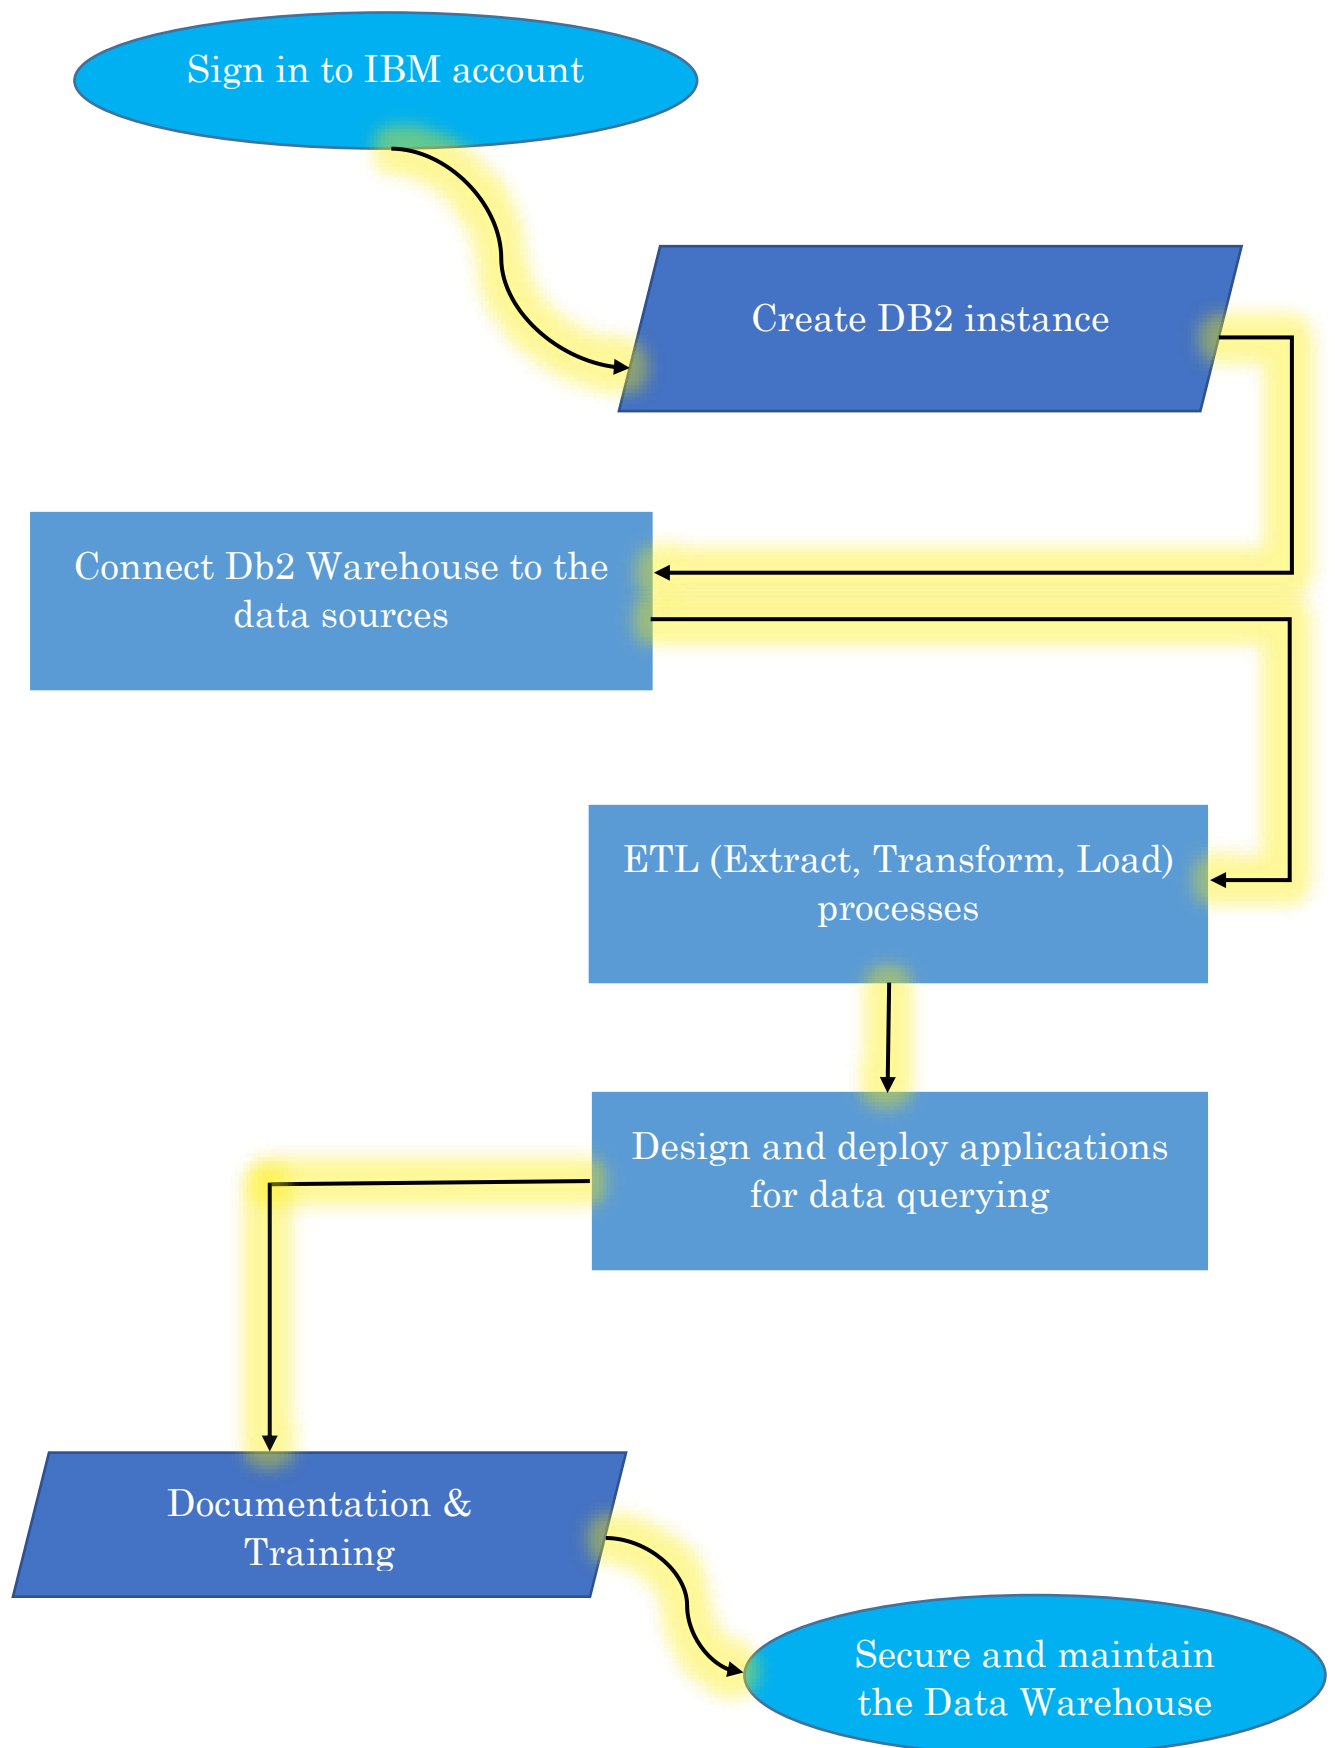 Sign in to IBM account
Create DB2 instance
Connect Db2 Warehouse to the
data sources
ETL (Extract, Transform, Load)
processes
Design and deploy applications
for data querying
Documentation &
Training
Secure and maintain
the Data Warehouse